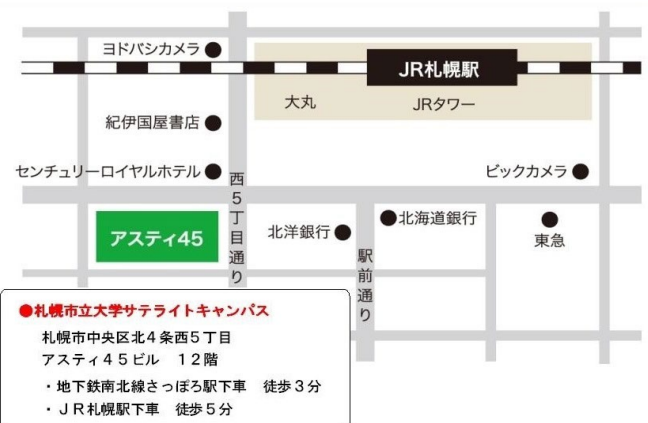 ヨドバシカメラ
JR札幌駅
大丸
JRタワー
紀伊国屋書店
センチュリーロイヤルホテル
ビックカメラ
西5丁目通り
アスティ45
北洋銀行
北海道銀行
東急
駅前通り
●札幌市立大学サテライトキャンパス
札幌市中央区北4条西5丁目
アスティ45ビル 12階
・地下鉄南北線さっぽろ駅下車 徒歩3分
・JR札幌駅下車 徒歩5分